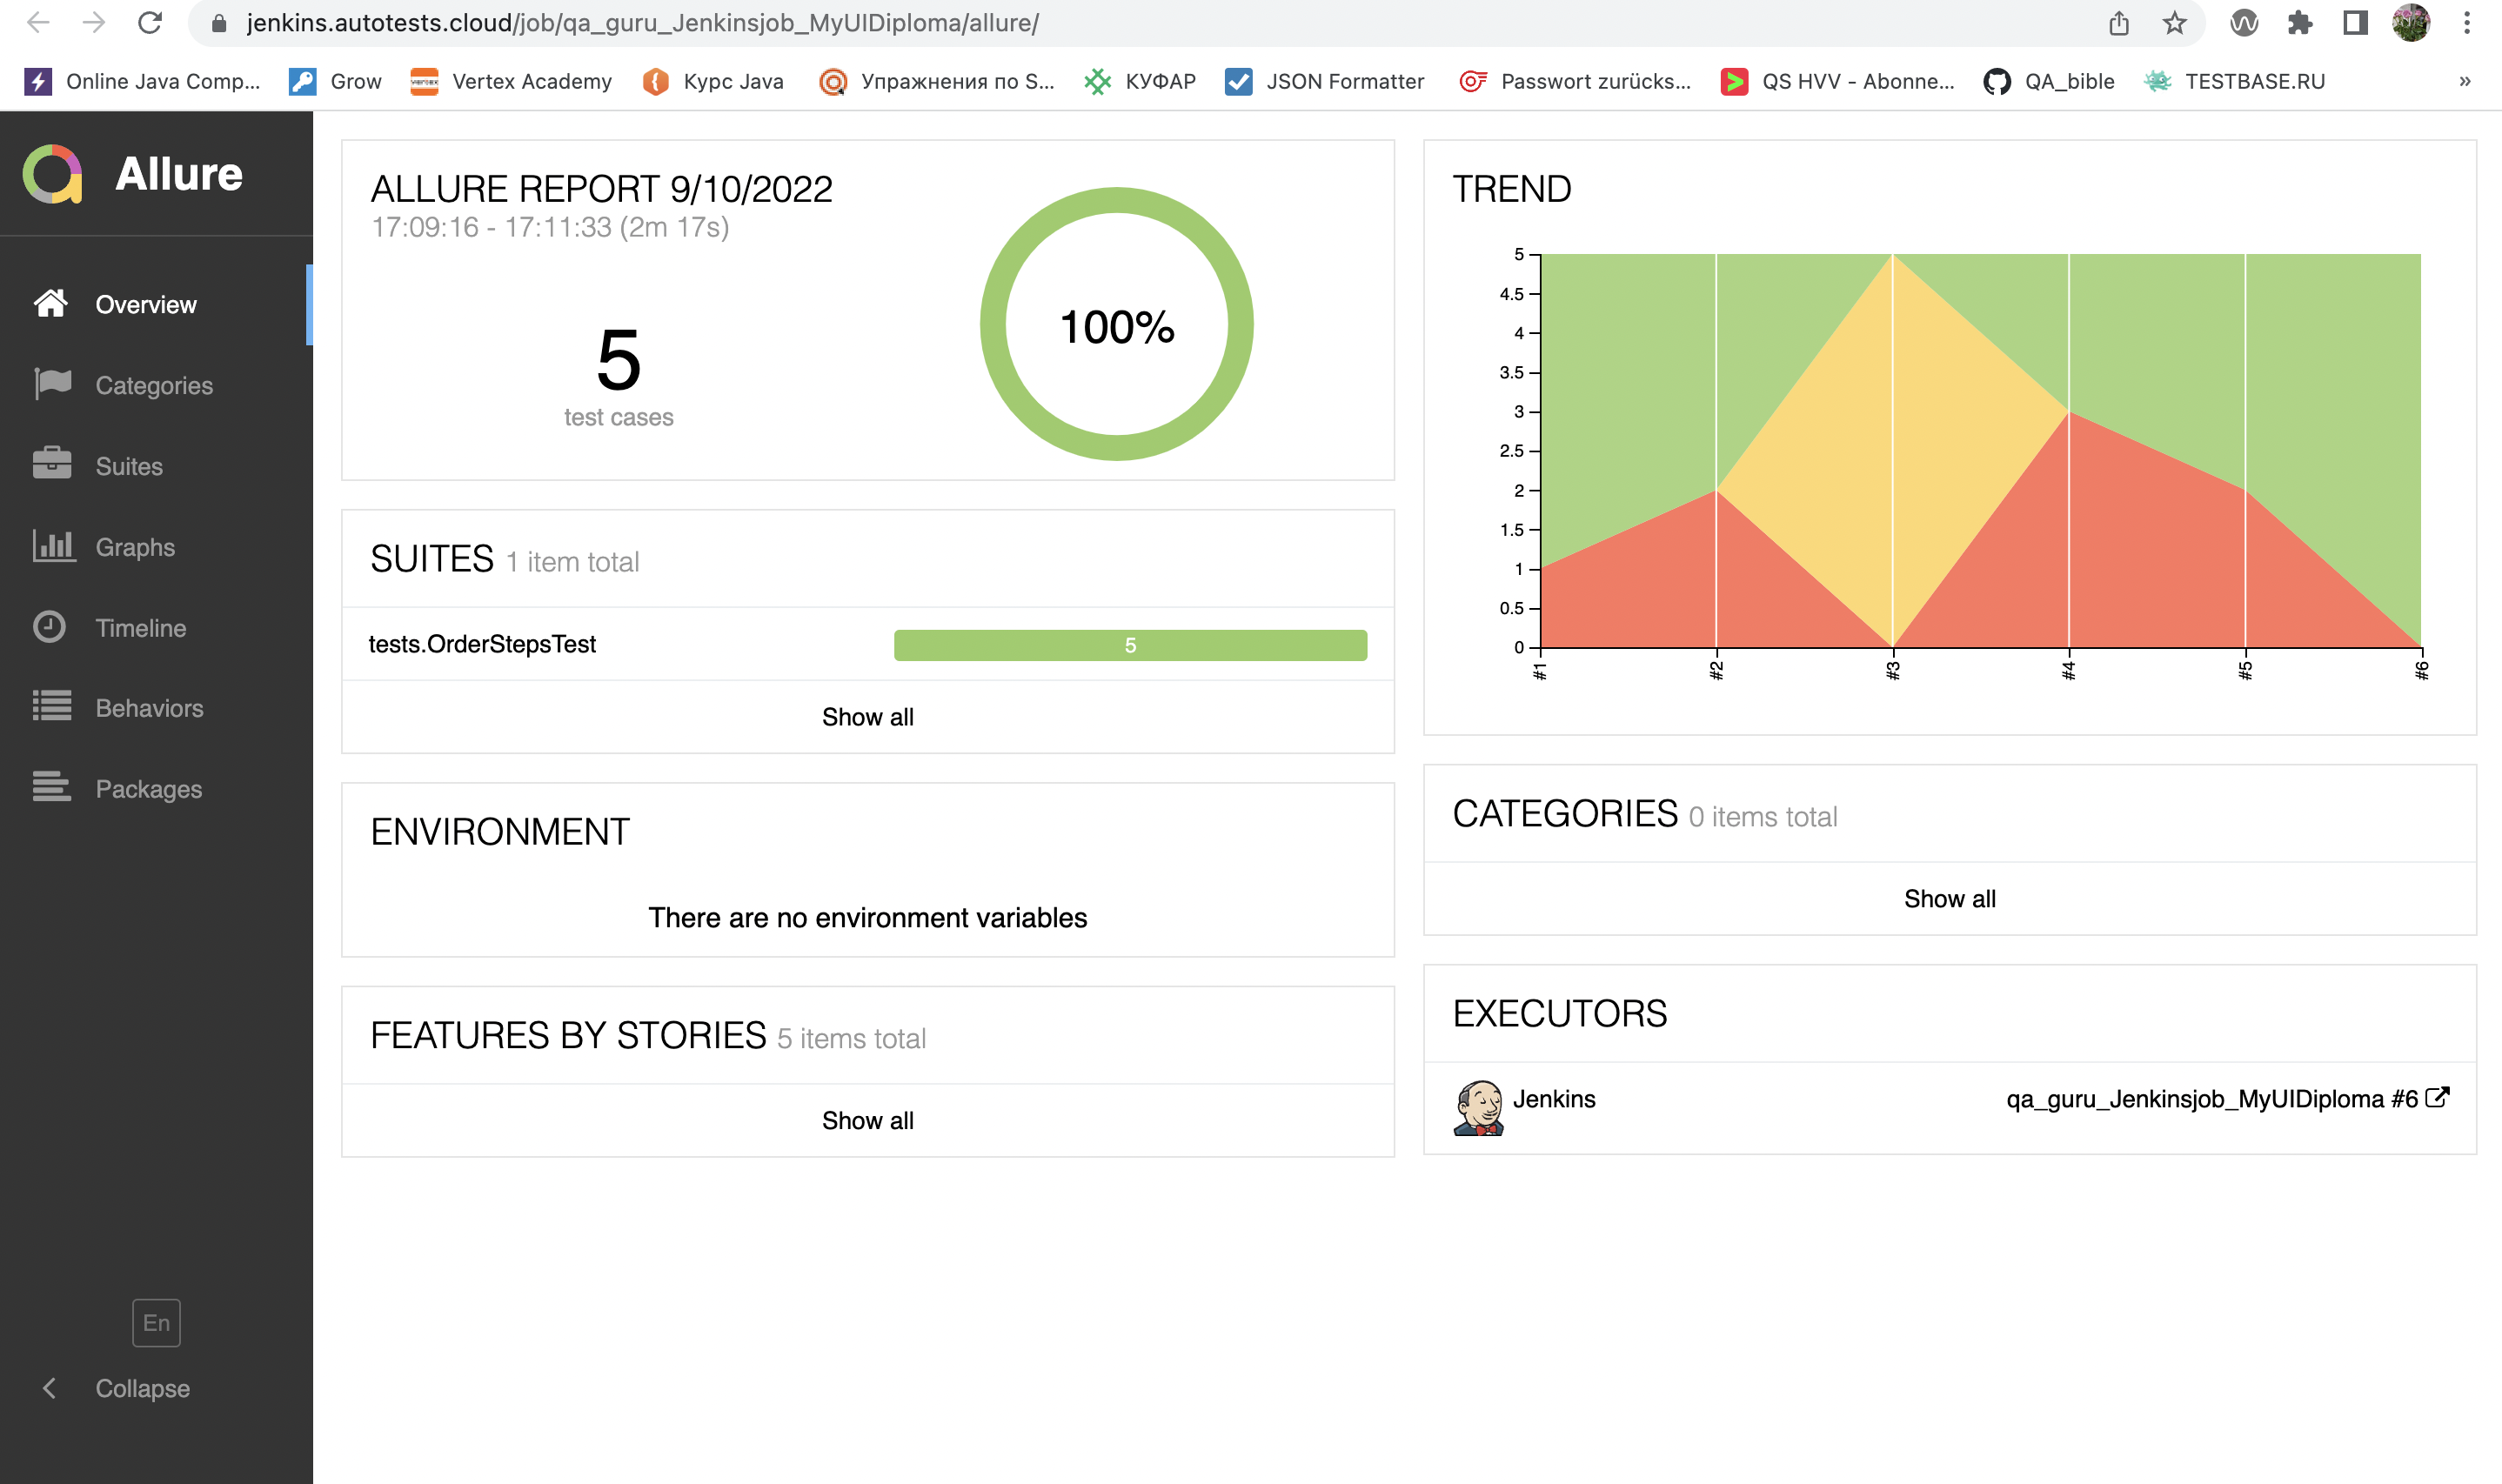 jenkins.autotests.cloud/job/qa_guru_Jenkinsjob_MyUIDiploma/allure/
Online Java Comp... Grow Vertex Academy Курс Java Упражнения по S... КУФАР JSON Formatter Passwort zurücks... QS HVV - Abonne... QA_bible TESTBASE.RU »
Allure
Overview
Categories
Suites
Graphs
Timeline
Behaviors
Packages
En
Collapse
ALLURE REPORT 9/10/2022
17:09:16 - 17:11:33 (2m 17s)
5
test cases
100%
SUITES 1 item total
tests.OrderStepsTest 5
Show all
ENVIRONMENT
There are no environment variables
FEATURES BY STORIES 5 items total
Show all
TREND
5
4.5
4
3.5
3
2.5
2
1.5
1
0.5
0
#1 #2 #3 #4 #5 #6
CATEGORIES 0 items total
Show all
EXECUTORS
Jenkins qa_guru_Jenkinsjob_MyUIDiploma #6